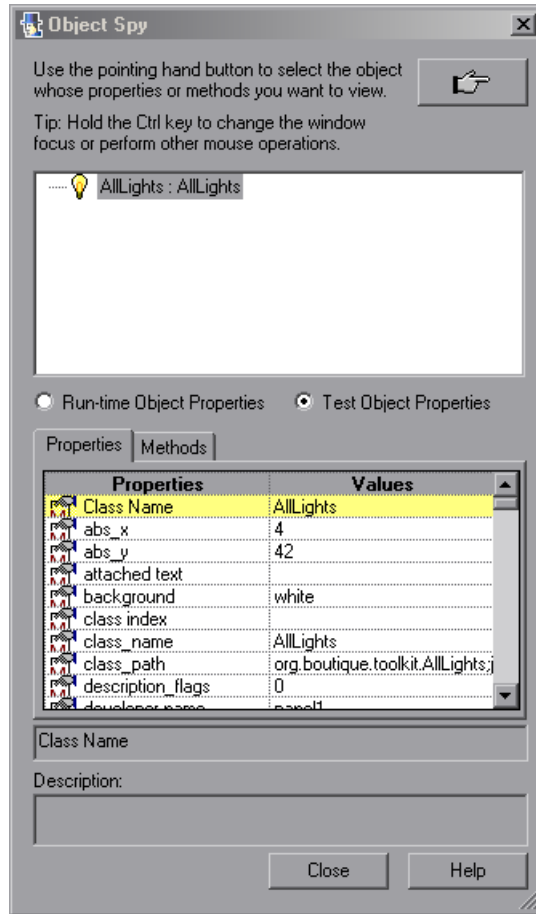 Object Spy
Use the pointing hand button to select the object
whose properties or methods you want to view.
Tip: Hold the Ctrl key to change the window
focus or perform other mouse operations.
AllLights : AllLights
Run-time Object Properties Test Object Properties
Properties Methods
Properties Values
Class Name AllLights
abs_x 4
abs_y 42
attached text
background white
class index
class_name AllLights
class_path org.boutique.toolkit.AllLights;j
description_flags 0
developer name panel1
Class Name
Description:
Close Help